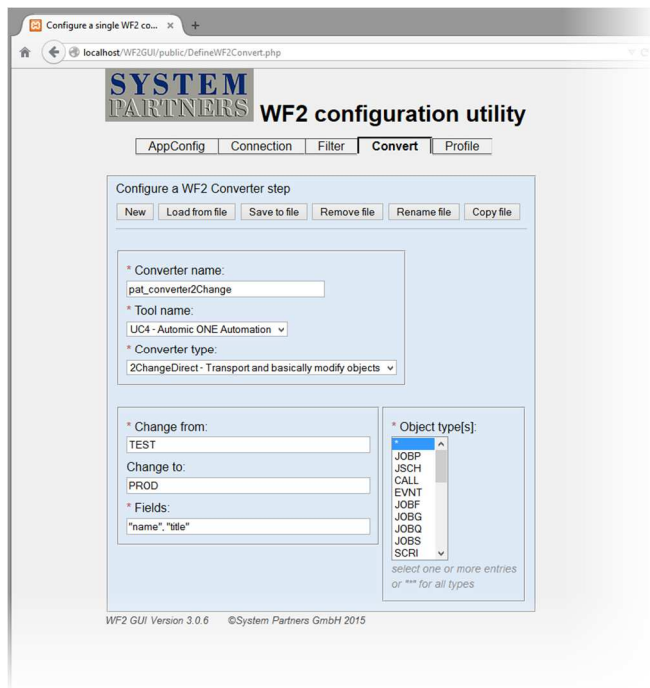 Configure a single WF2 co... × +
localhost/WF2GUI/public/DefineWF2Convert.php
SYSTEM
PARTNERS
WF2 configuration utility
AppConfig Connection Filter Convert Profile
Configure a WF2 Converter step
New Load from file Save to file Remove file Rename file Copy file
* Converter name:
pat_converter2Change
* Tool name:
UC4 - Automic ONE Automation
* Converter type:
2ChangeDirect - Transport and basically modify objects
* Change from:
TEST
Change to:
PROD
* Fields:
"name", "title"
* Object type[s]:
*
JOBP
JSCH
CALL
EVNT
JOBF
JOBG
JOBQ
JOBS
SCRI
select one or more entries
or "*" for all types
WF2 GUI Version 3.0.6 ©System Partners GmbH 2015